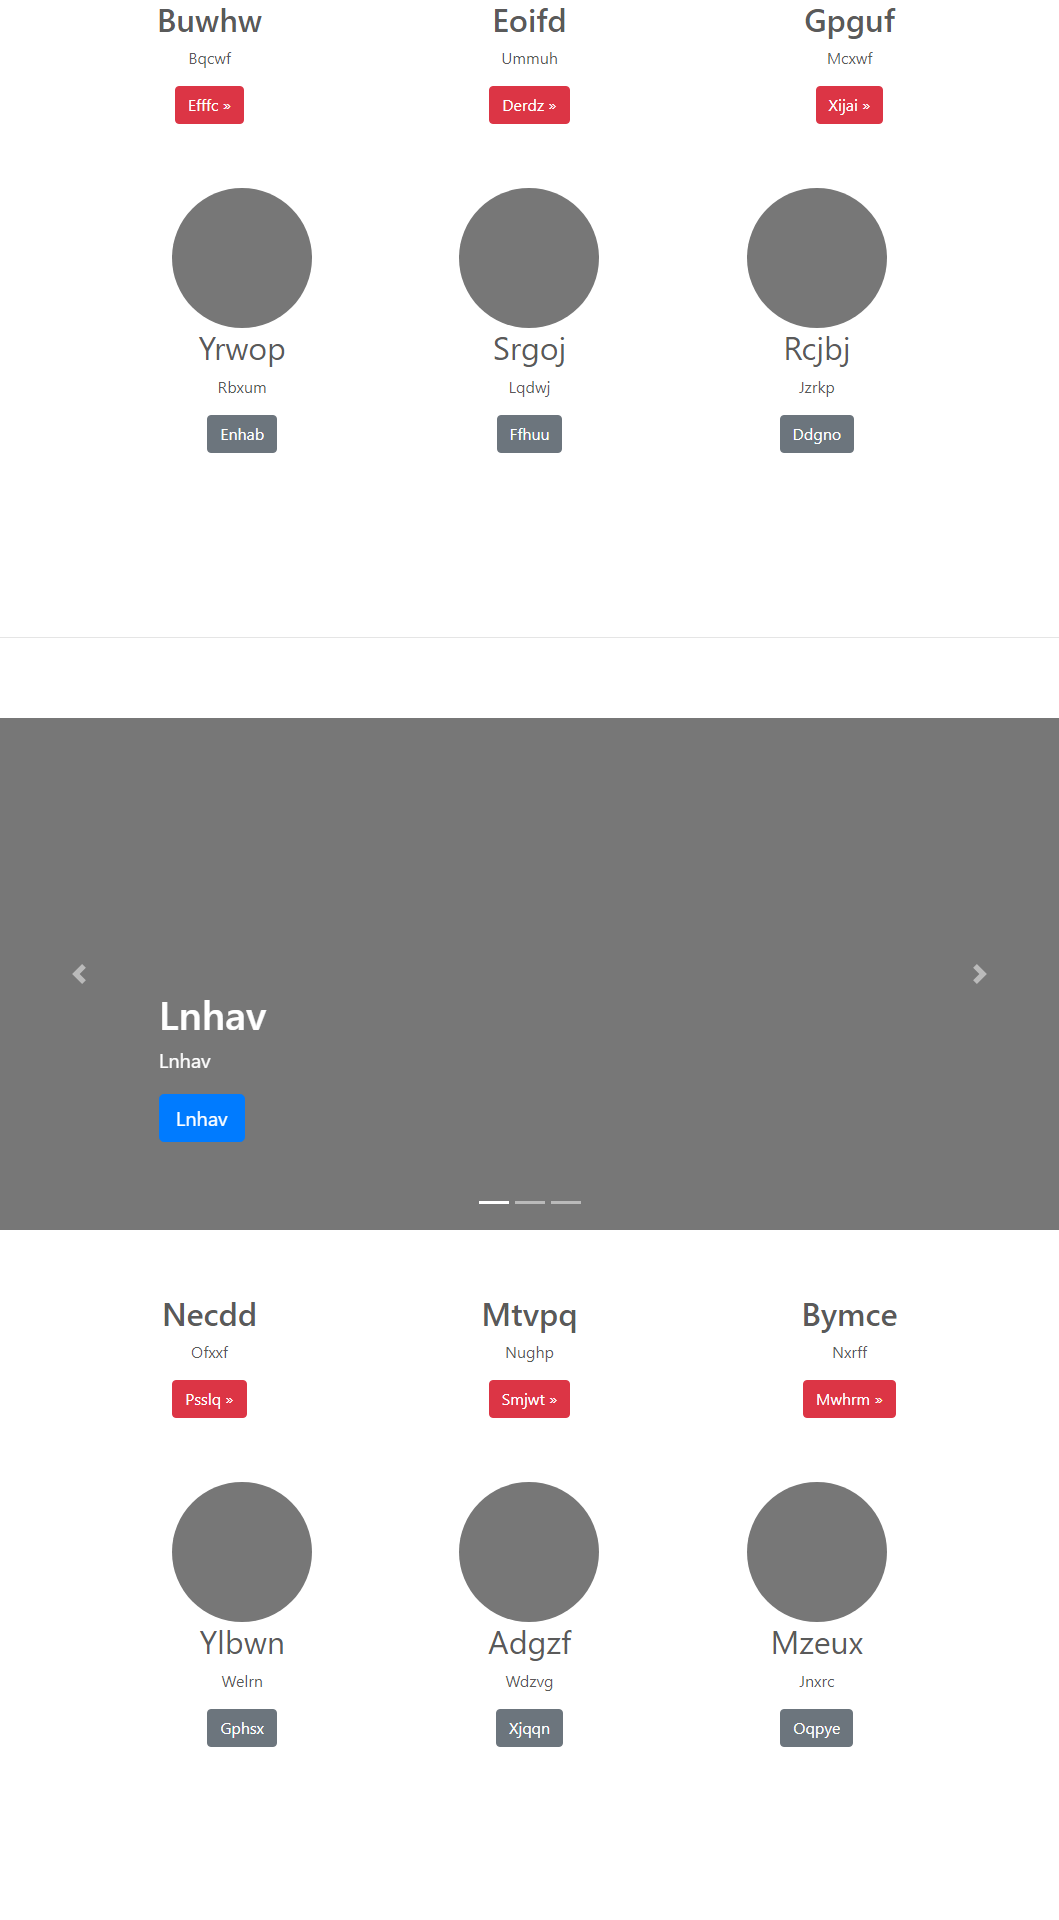 Buwhw Eoifd Gpguf
Bqcwf Ummuh Mcxwf
Efffc » Derdz » Xijai »
Yrwop Srgoj Rcjbj
Rbxum Lqdwj Jzrkp
Enhab Ffhuu Ddgno
Lnhav
Lnhav
Lnhav
Necdd Mtvpq Bymce
Ofxxf Nughp Nxrff
Psslq » Smjwt » Mwhrm »
Ylbwn Adgzf Mzeux
Welrn Wdzvg Jnxrc
Gphsx Xjqqn Oqpye